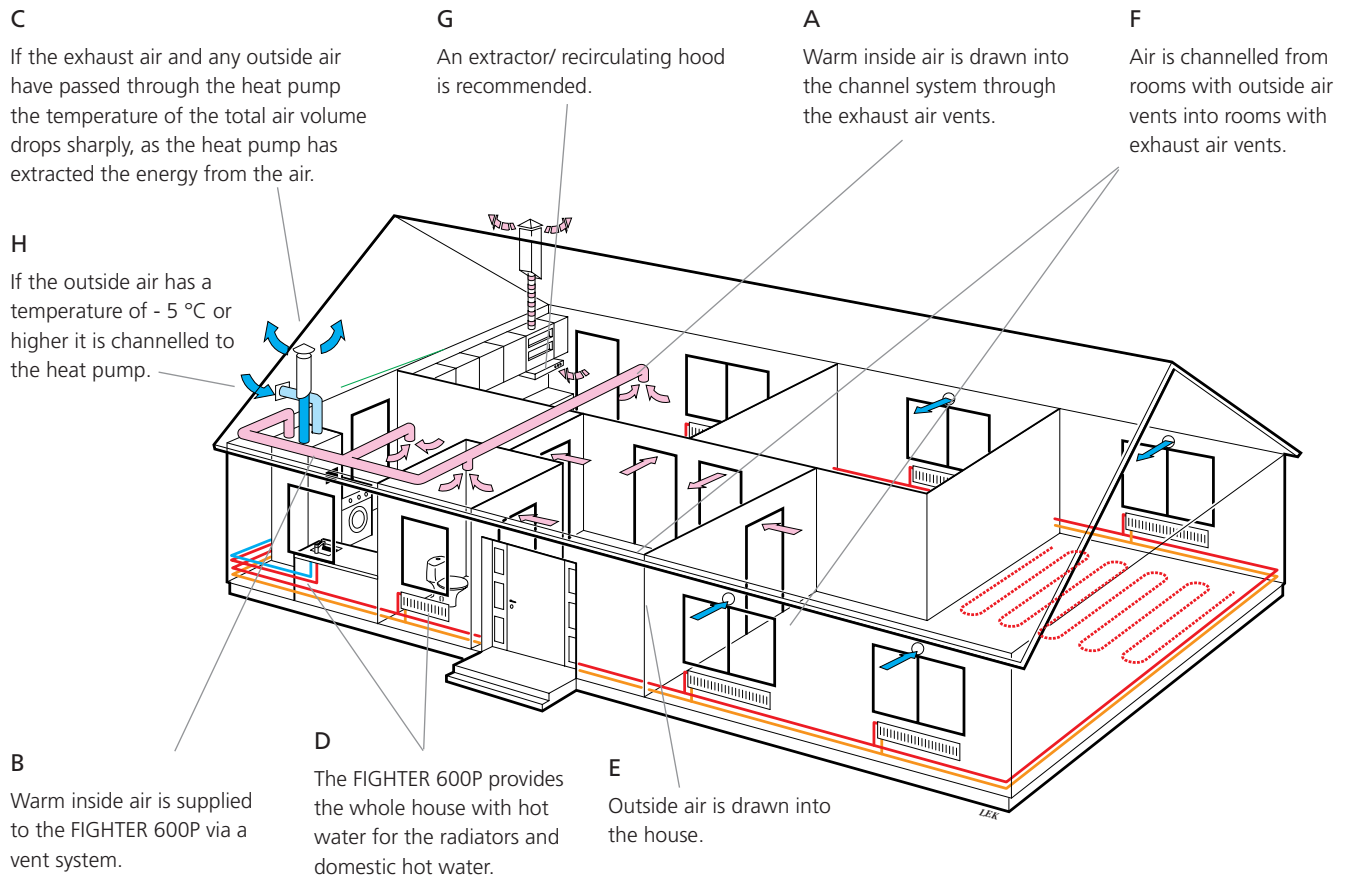 C
If the exhaust air and any outside air
have passed through the heat pump
the temperature of the total air volume
drops sharply, as the heat pump has
extracted the energy from the air.
G
An extractor/ recirculating hood
is recommended.
A
Warm inside air is drawn into
the channel system through
the exhaust air vents.
F
Air is channelled from
rooms with outside air
vents into rooms with
exhaust air vents.
H
If the outside air has a
temperature of - 5 °C or
higher it is channelled to
the heat pump.
B
Warm inside air is supplied
to the FIGHTER 600P via a
vent system.
D
The FIGHTER 600P provides
the whole house with hot
water for the radiators and
domestic hot water.
E
Outside air is drawn into
the house.
LEK